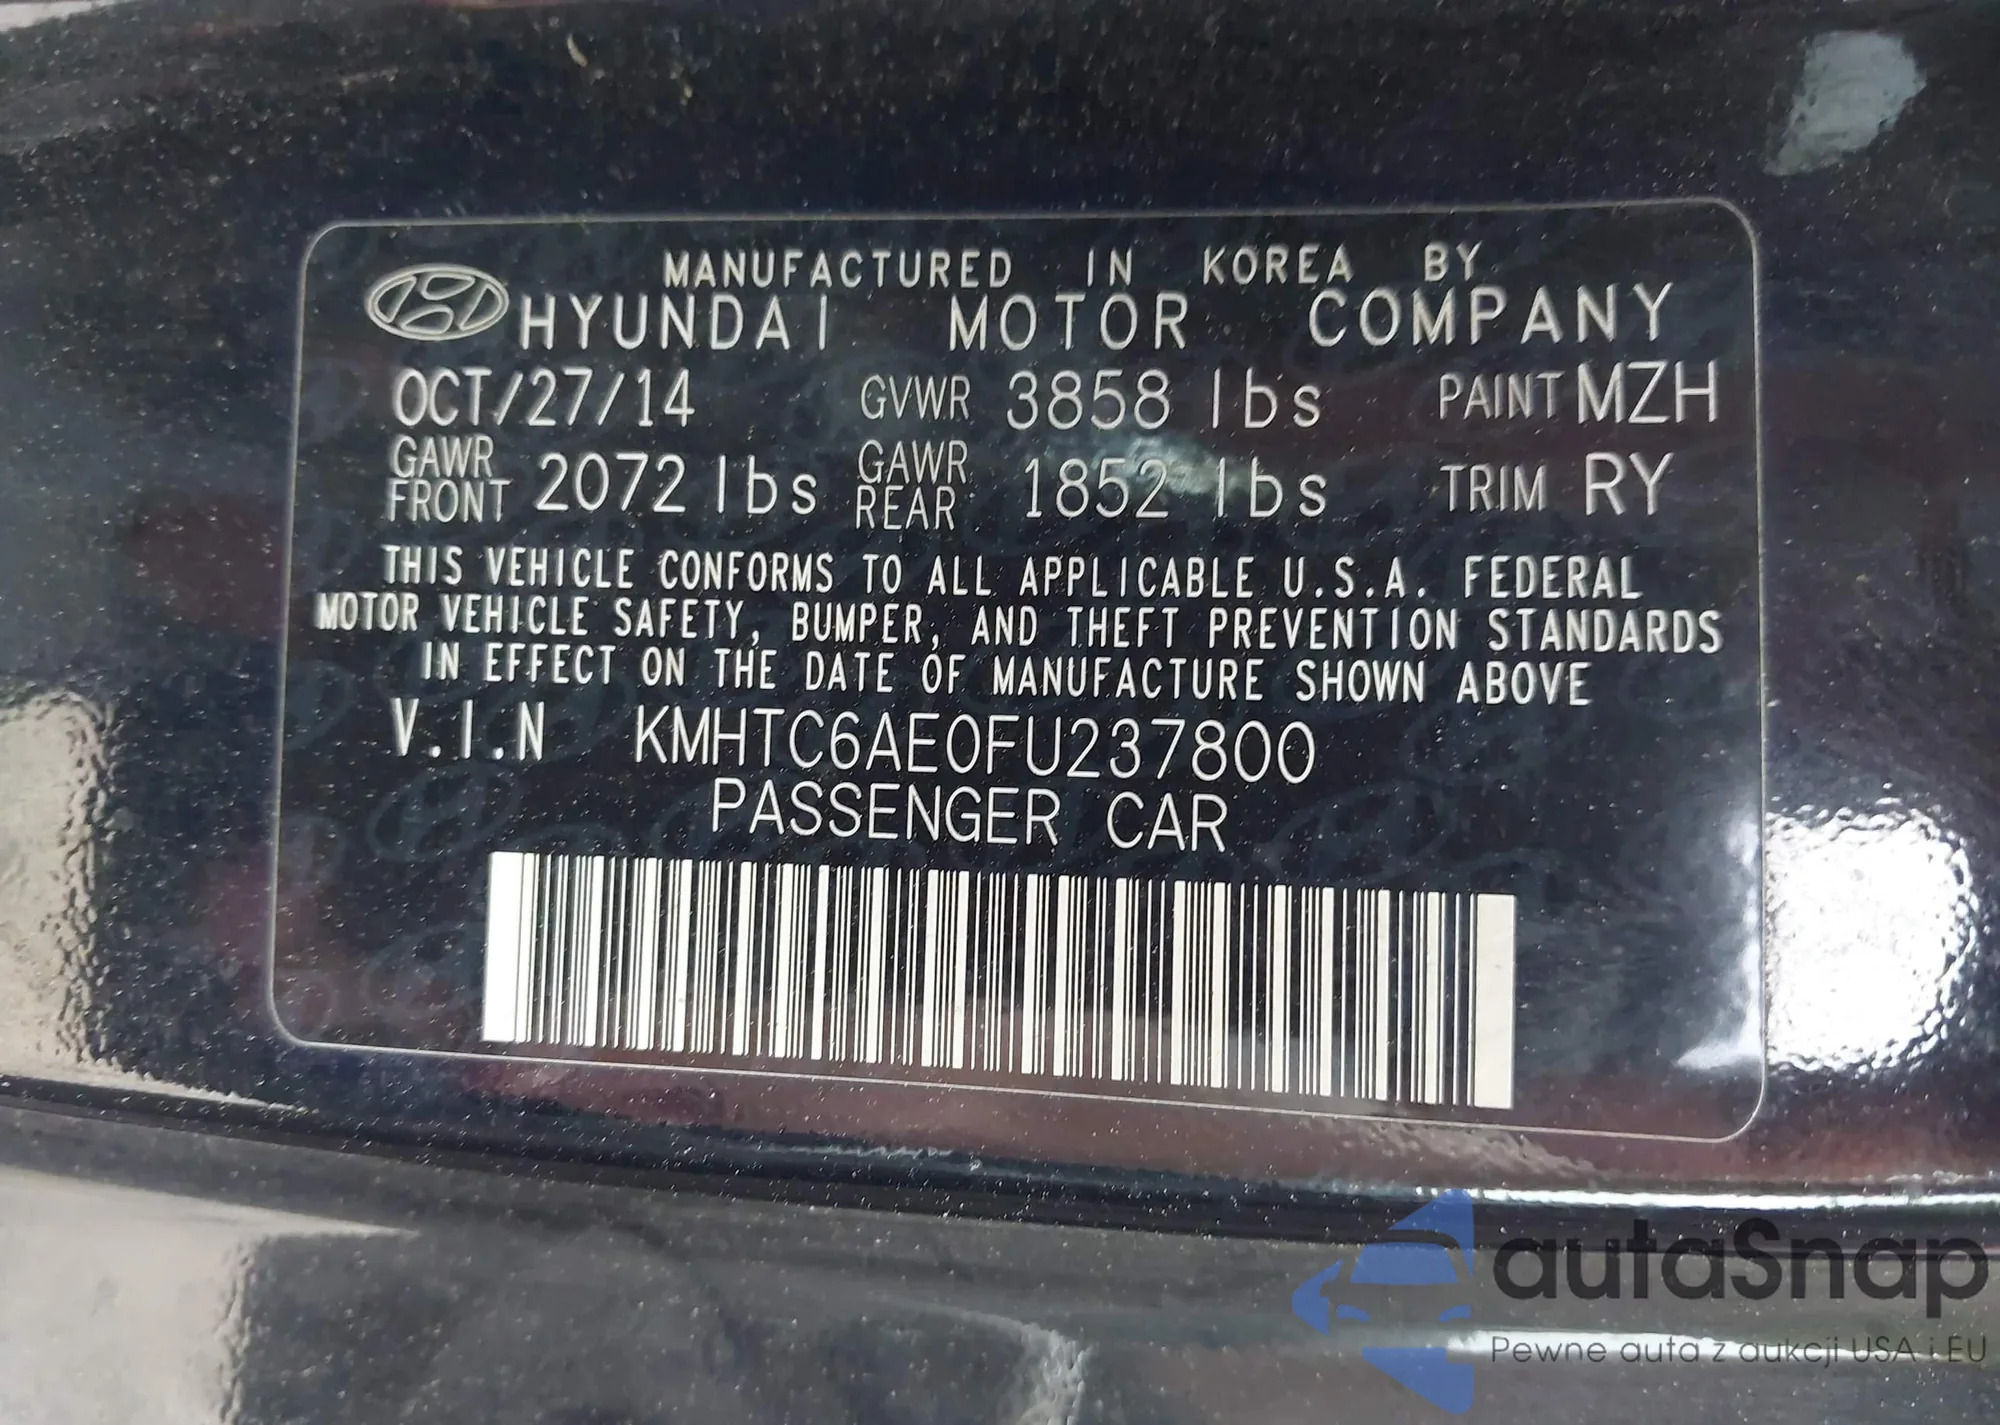 MANUFACTURED IN KOREA BY
HYUNDAI MOTOR COMPANY
OCT/27/14 GVWR 3858 lbs PAINT MZH
GAWR FRONT 2072 lbs GAWR REAR 1852 lbs TRIM RY
THIS VEHICLE CONFORMS TO ALL APPLICABLE U.S.A. FEDERAL
MOTOR VEHICLE SAFETY, BUMPER, AND THEFT PREVENTION STANDARDS
IN EFFECT ON THE DATE OF MANUFACTURE SHOWN ABOVE
V.I.N KMHTC6AE0FU237800
PASSENGER CAR
autaSnap
Pewne auta z aukcji USA i EU